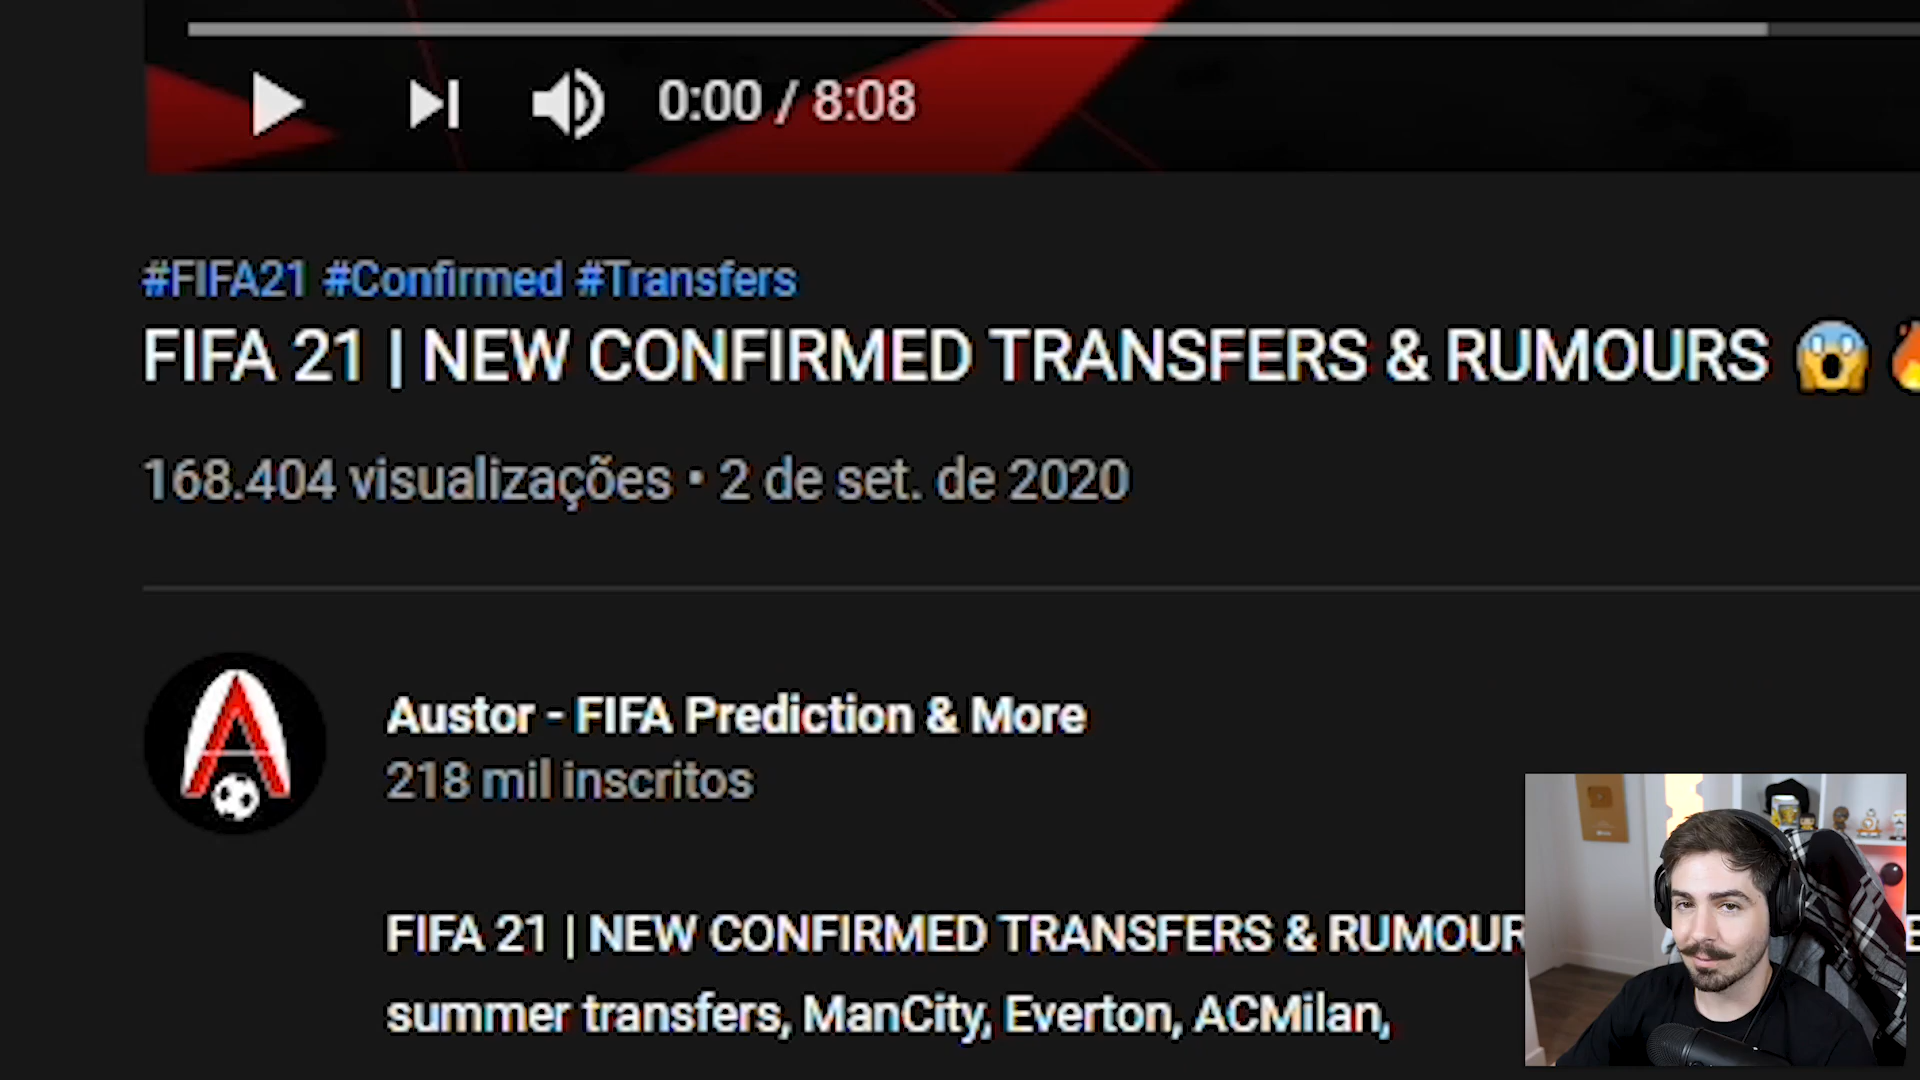 0:00 / 8:08
#FIFA21 #Confirmed #Transfers
FIFA 21 | NEW CONFIRMED TRANSFERS & RUMOURS 😱🔥
168.404 visualizações • 2 de set. de 2020
Austor - FIFA Prediction & More
218 mil inscritos
FIFA 21 | NEW CONFIRMED TRANSFERS & RUMOUR
summer transfers, ManCity, Everton, ACMilan,